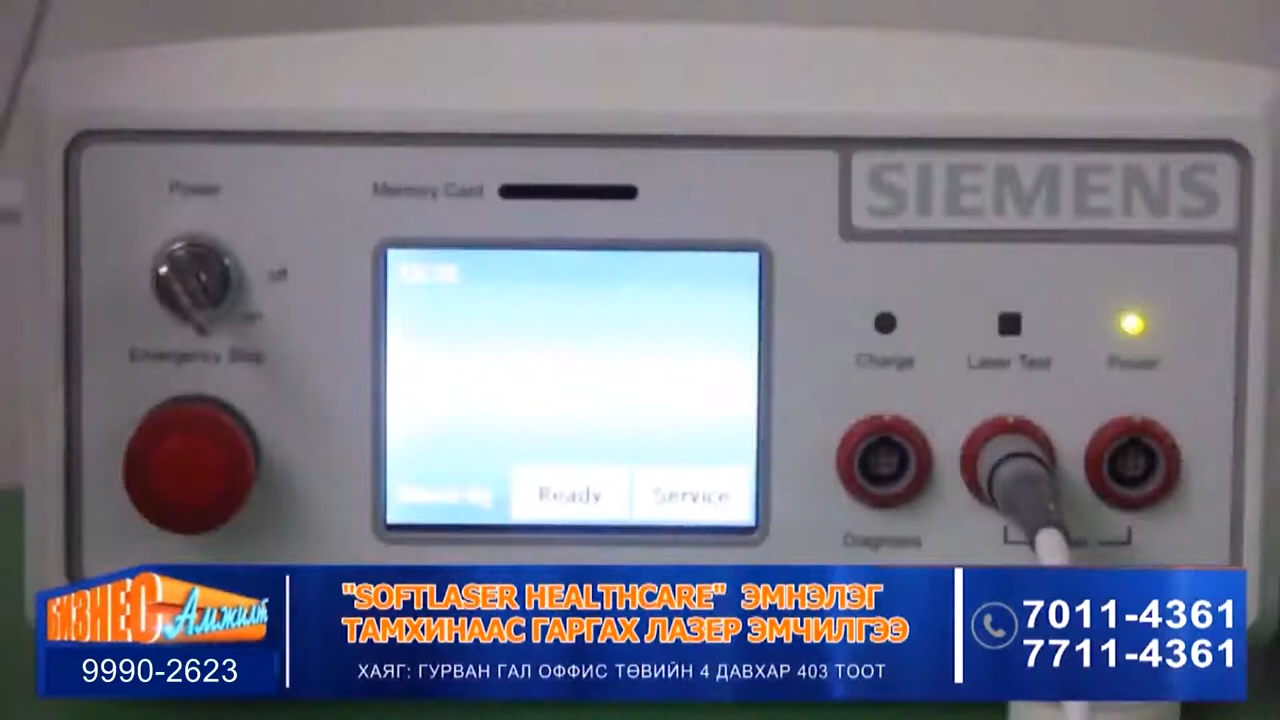 Power
Memory Card
SIEMENS
off
Emergency Stop
Charge
Laser Test
Power
Ready
Service
Diagnosis
БИЗНЕС
Амжилт
9990-2623
"SOFTLASER HEALTHCARE" ЭМНЭЛЭГ
ТАМХИНААС ГАРГАХ ЛАЗЕР ЭМЧИЛГЭЭ
ХАЯГ: ГУРВАН ГАЛ ОФФИС ТӨВИЙН 4 ДАВХАР 403 ТООТ
7011-4361
7711-4361